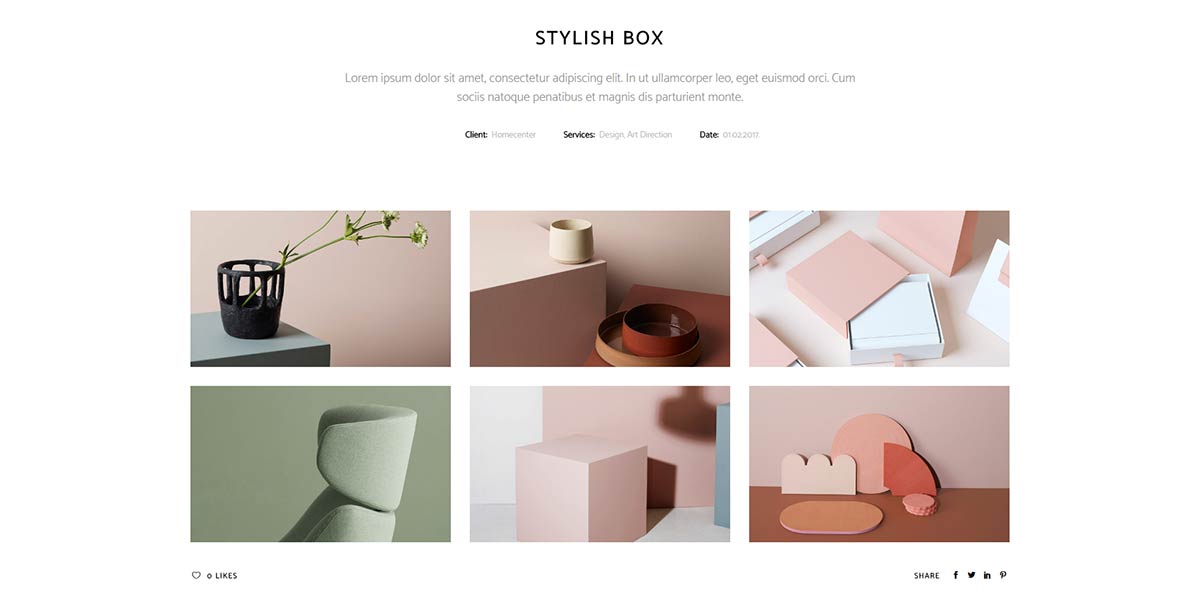 STYLISH BOX
Lorem ipsum dolor sit amet, consectetur adipiscing elit. In ut ullamcorper leo, eget euismod orci. Cum
sociis natoque penatibus et magnis dis parturient monte.
Client: Homecenter Services: Design, Art Direction Date: 01.02.2017.
0 LIKES SHARE